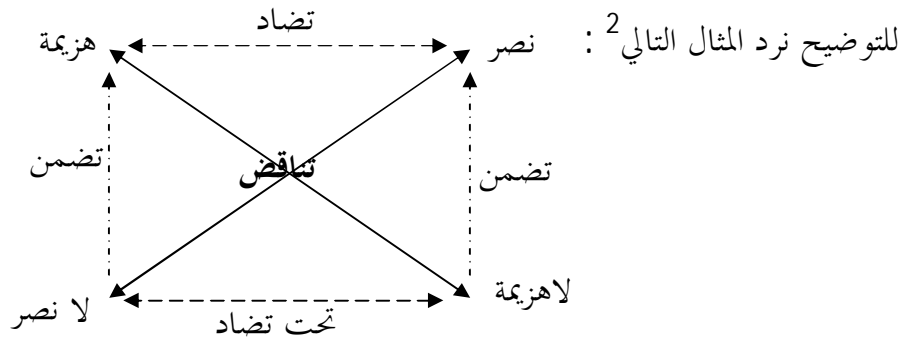 تضاد
للتوضيح نرد المثال التالي2 : نصر هزيمة
تضمن تناقض تضمن
لاهزيمة لا نصر
تحت تضاد